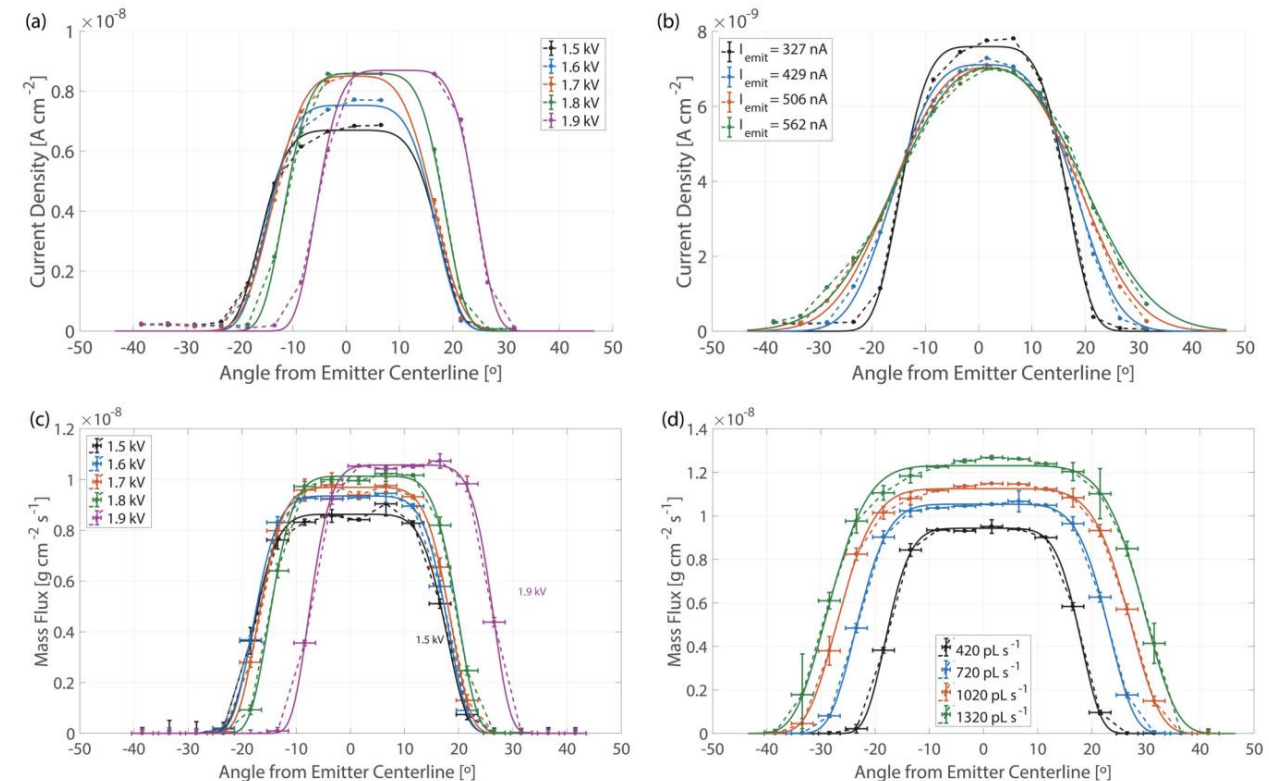 (a)
×10⁻⁸
1
0.8
0.6
0.4
0.2
0
Current Density [A cm⁻²]
1.5 kV
1.6 kV
1.7 kV
1.8 kV
1.9 kV
-50 -40 -30 -20 -10 0 10 20 30 40 50
Angle from Emitter Centerline [º]
(b)
×10⁻⁹
8
6
4
2
0
Current Density [A cm⁻²]
I emit = 327 nA
I emit = 429 nA
I emit = 506 nA
I emit = 562 nA
-50 -40 -30 -20 -10 0 10 20 30 40 50
Angle from Emitter Centerline [º]
(c)
×10⁻⁸
1.2
1
0.8
0.6
0.4
0.2
0
Mass Flux [g cm⁻² s⁻¹]
1.5 kV
1.6 kV
1.7 kV
1.8 kV
1.9 kV
1.9 kV
1.5 kV
-50 -40 -30 -20 -10 0 10 20 30 40 50
Angle from Emitter Centerline [º]
(d)
×10⁻⁸
1.4
1.2
1
0.8
0.6
0.4
0.2
0
Mass Flux [g cm⁻² s⁻¹]
420 pL s⁻¹
720 pL s⁻¹
1020 pL s⁻¹
1320 pL s⁻¹
-50 -40 -30 -20 -10 0 10 20 30 40 50
Angle from Emitter Centerline [º]